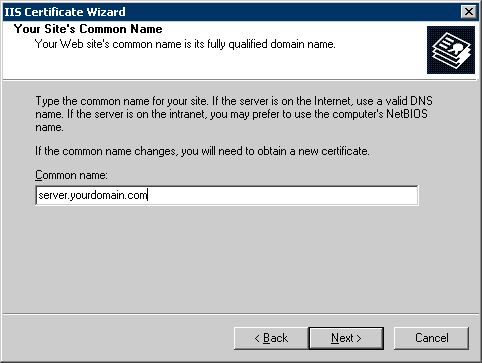 IIS Certificate Wizard
Your Site's Common Name
Your Web site's common name is its fully qualified domain name.
Type the common name for your site. If the server is on the Internet, use a valid DNS
name. If the server is on the intranet, you may prefer to use the computer's NetBIOS
name.
If the common name changes, you will need to obtain a new certificate.
Common name:
server.yourdomain.com
< Back
Next >
Cancel